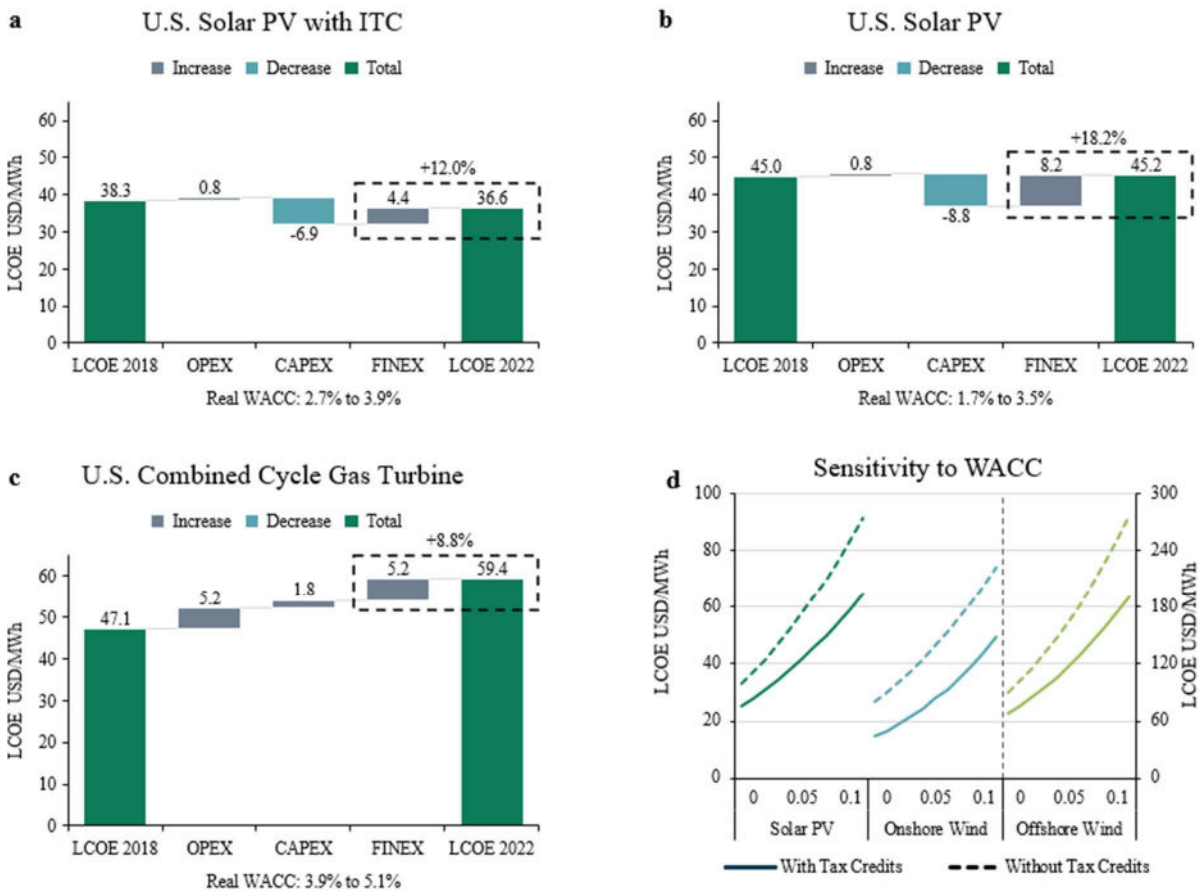 a
U.S. Solar PV with ITC
Increase Decrease Total
LCOE USD/MWh
60
50
40
30
20
10
0
38.3
0.8
-6.9
+12.0%
4.4
36.6
LCOE 2018 OPEX CAPEX FINEX LCOE 2022
Real WACC: 2.7% to 3.9%
b
U.S. Solar PV
Increase Decrease Total
LCOE USD/MWh
60
50
40
30
20
10
0
45.0
0.8
-8.8
+18.2%
8.2
45.2
LCOE 2018 OPEX CAPEX FINEX LCOE 2022
Real WACC: 1.7% to 3.5%
c
U.S. Combined Cycle Gas Turbine
Increase Decrease Total
LCOE USD/MWh
60
50
40
30
20
10
0
47.1
5.2
1.8
+8.8%
5.2
59.4
LCOE 2018 OPEX CAPEX FINEX LCOE 2022
Real WACC: 3.9% to 5.1%
d
Sensitivity to WACC
LCOE USD/MWh
100
80
60
40
20
0
300
240
180
120
60
0
LCOE USD/MWh
0 0.05 0.1 0 0.05 0.1 0 0.05 0.1
Solar PV Onshore Wind Offshore Wind
With Tax Credits Without Tax Credits